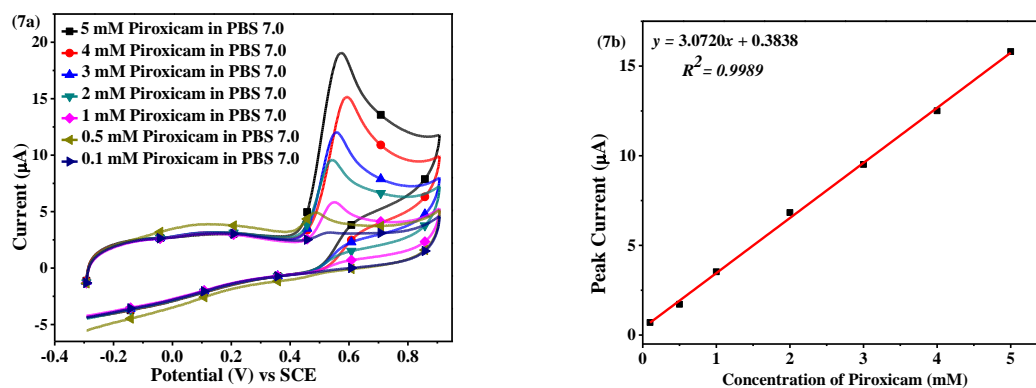 (7a)
5 mM Piroxicam in PBS 7.0
4 mM Piroxicam in PBS 7.0
3 mM Piroxicam in PBS 7.0
2 mM Piroxicam in PBS 7.0
1 mM Piroxicam in PBS 7.0
0.5 mM Piroxicam in PBS 7.0
0.1 mM Piroxicam in PBS 7.0
20
15
10
5
0
-5
Current (µA)
-0.4 -0.2 0.0 0.2 0.4 0.6 0.8
Potential (V) vs SCE
(7b)
y = 3.0720x + 0.3838
R² = 0.9989
15
10
5
0
Peak Current (µA)
0 1 2 3 4 5
Concentration of Piroxicam (mM)